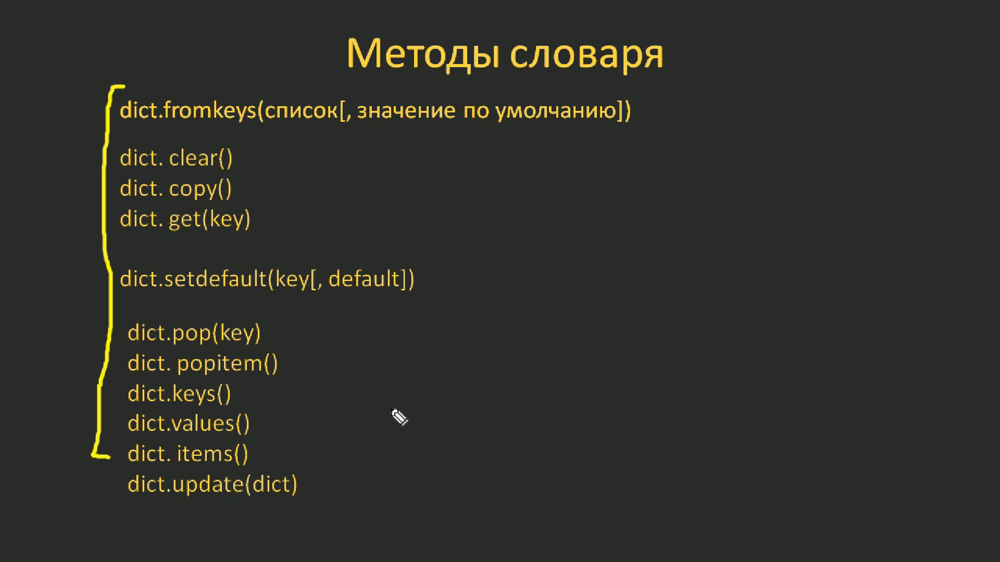 Методы словаря
dict.fromkeys(список[, значение по умолчанию])
dict. clear()
dict. copy()
dict. get(key)
dict.setdefault(key[, default])
dict.pop(key)
dict. popitem()
dict.keys()
dict.values()
dict. items()
dict.update(dict)